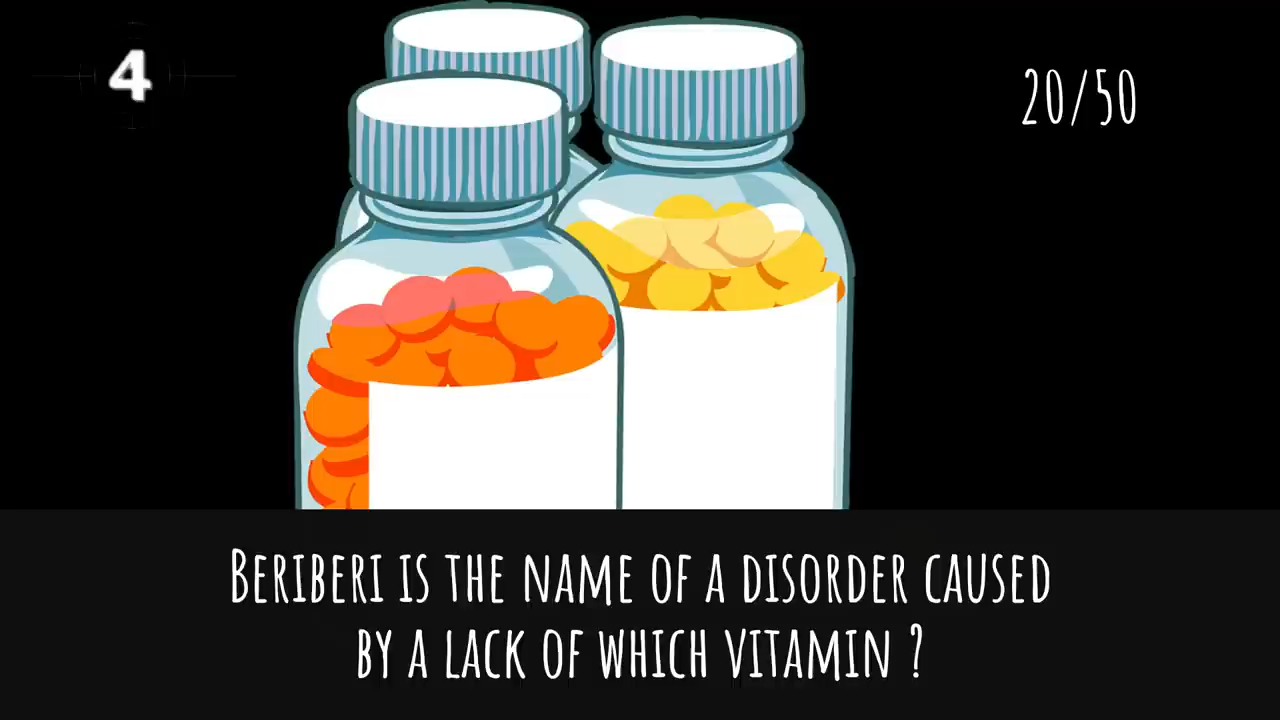 4
20/50
Beriberi is the name of a disorder caused
by a lack of which vitamin ?